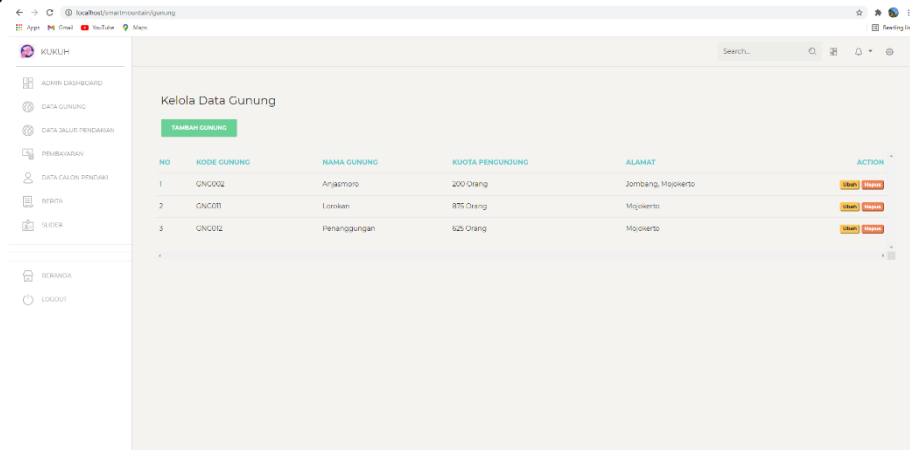 localhost/smartmountain/gunung
Apps Gmail YouTube Maps Reading lis
KUKUH Search...
ADMIN DASHBOARD
DATA GUNUNG
DATA JALUR PENDAKIAN
PEMBAYARAN
DATA CALON PENDAKI
BERITA
SLIDER
BERANDA
LOGOUT
Kelola Data Gunung
TAMBAH GUNUNG
NO KODE GUNUNG NAMA GUNUNG KUOTA PENGUNJUNG ALAMAT ACTION
1 GNG002 Anjasmoro 200 Orang Jombang, Mojokerto Ubah Hapus
2 GNG011 Lorokan 875 Orang Mojokerto Ubah Hapus
3 GNG012 Penanggungan 625 Orang Mojokerto Ubah Hapus